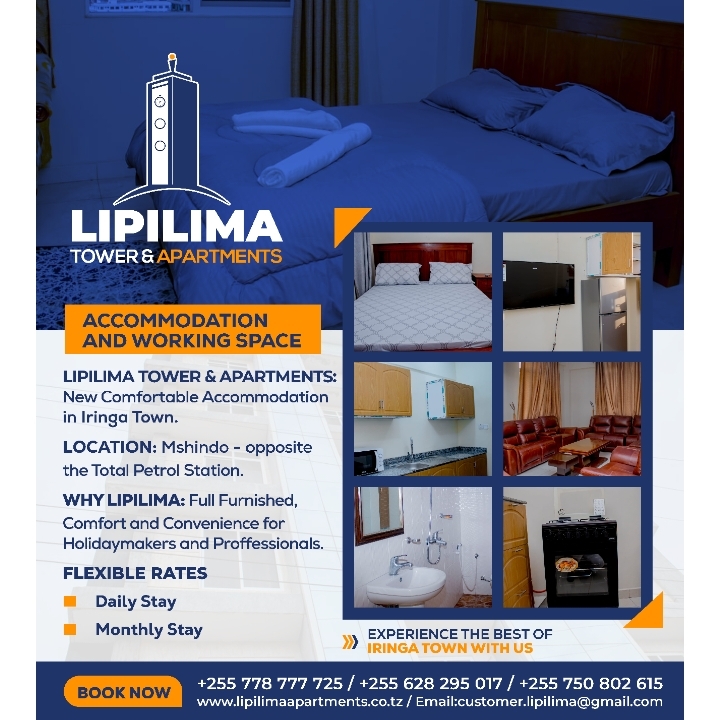 LIPILIMA
TOWER & APARTMENTS
ACCOMMODATION
AND WORKING SPACE
LIPILIMA TOWER & APARTMENTS:
New Comfortable Accommodation
in Iringa Town.
LOCATION: Mshindo - opposite
the Total Petrol Station.
WHY LIPILIMA: Full Furnished,
Comfort and Convenience for
Holidaymakers and Proffessionals.
FLEXIBLE RATES
Daily Stay
Monthly Stay
EXPERIENCE THE BEST OF
IRINGA TOWN WITH US
BOOK NOW
+255 778 777 725 / +255 628 295 017 / +255 750 802 615
www.lipilimaapartments.co.tz / Email:customer.lipilima@gmail.com